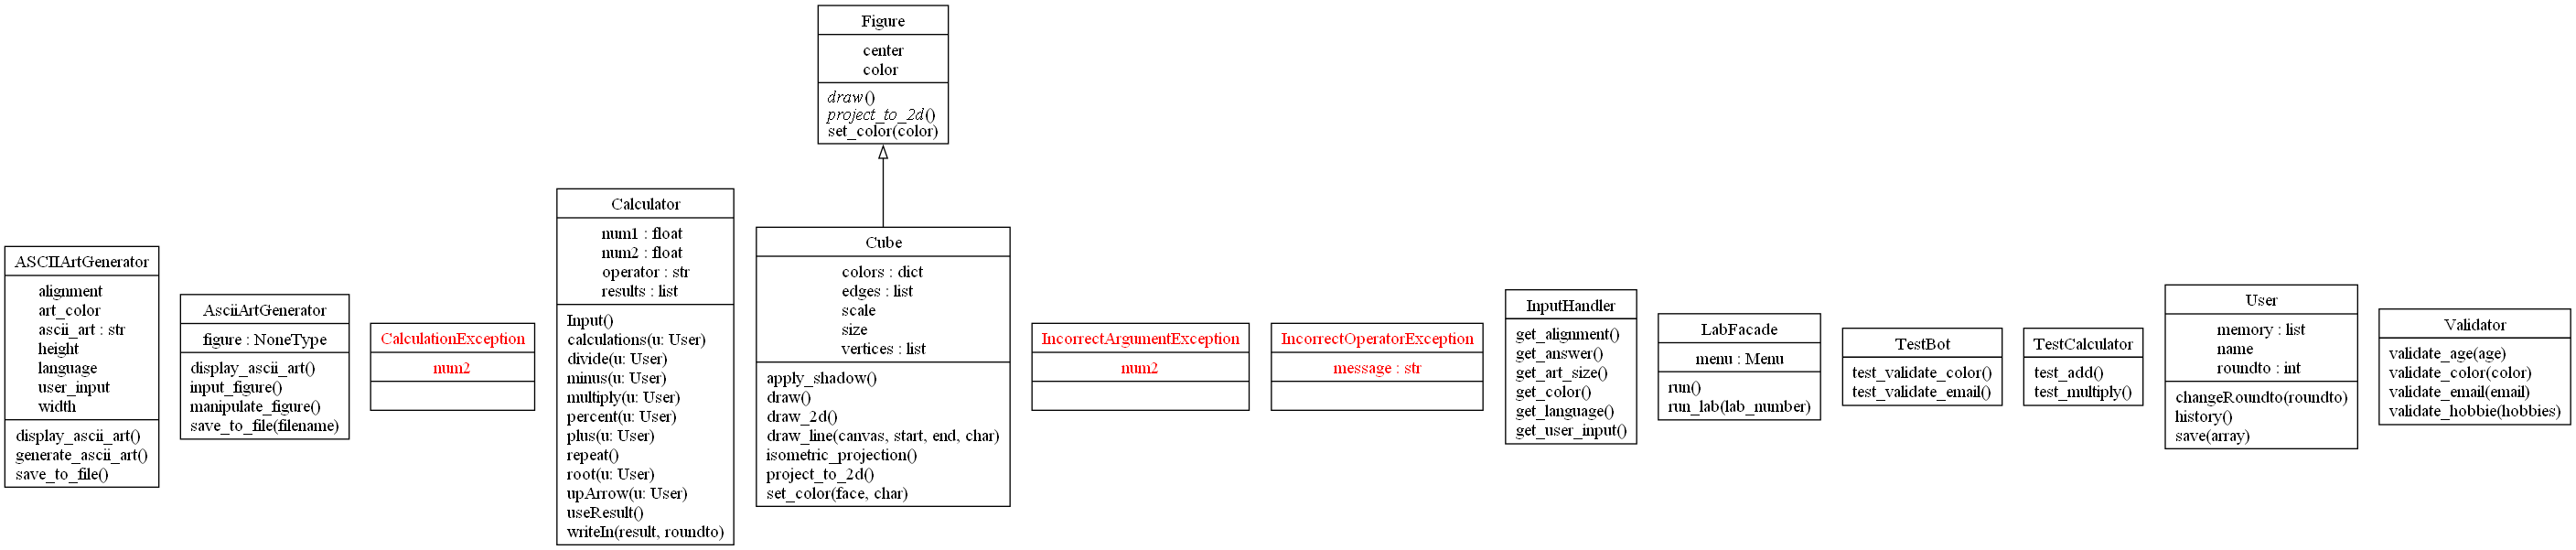 Figure
center
color
draw()
project_to_2d()
set_color(color)
ASCIIArtGenerator
alignment
art_color
ascii_art : str
height
language
user_input
width
display_ascii_art()
generate_ascii_art()
save_to_file()
AsciiArtGenerator
figure : NoneType
display_ascii_art()
input_figure()
manipulate_figure()
save_to_file(filename)
CalculationException
num2
Calculator
num1 : float
num2 : float
operator : str
results : list
Input()
calculations(u: User)
divide(u: User)
minus(u: User)
multiply(u: User)
percent(u: User)
plus(u: User)
repeat()
root(u: User)
upArrow(u: User)
useResult()
writeIn(result, roundto)
Cube
colors : dict
edges : list
scale
size
vertices : list
apply_shadow()
draw()
draw_2d()
draw_line(canvas, start, end, char)
isometric_projection()
project_to_2d()
set_color(face, char)
IncorrectArgumentException
num2
IncorrectOperatorException
message : str
InputHandler
get_alignment()
get_answer()
get_art_size()
get_color()
get_language()
get_user_input()
LabFacade
menu : Menu
run()
run_lab(lab_number)
TestBot
test_validate_color()
test_validate_email()
TestCalculator
test_add()
test_multiply()
User
memory : list
name
roundto : int
changeRoundto(roundto)
history()
save(array)
Validator
validate_age(age)
validate_color(color)
validate_email(email)
validate_hobbie(hobbies)